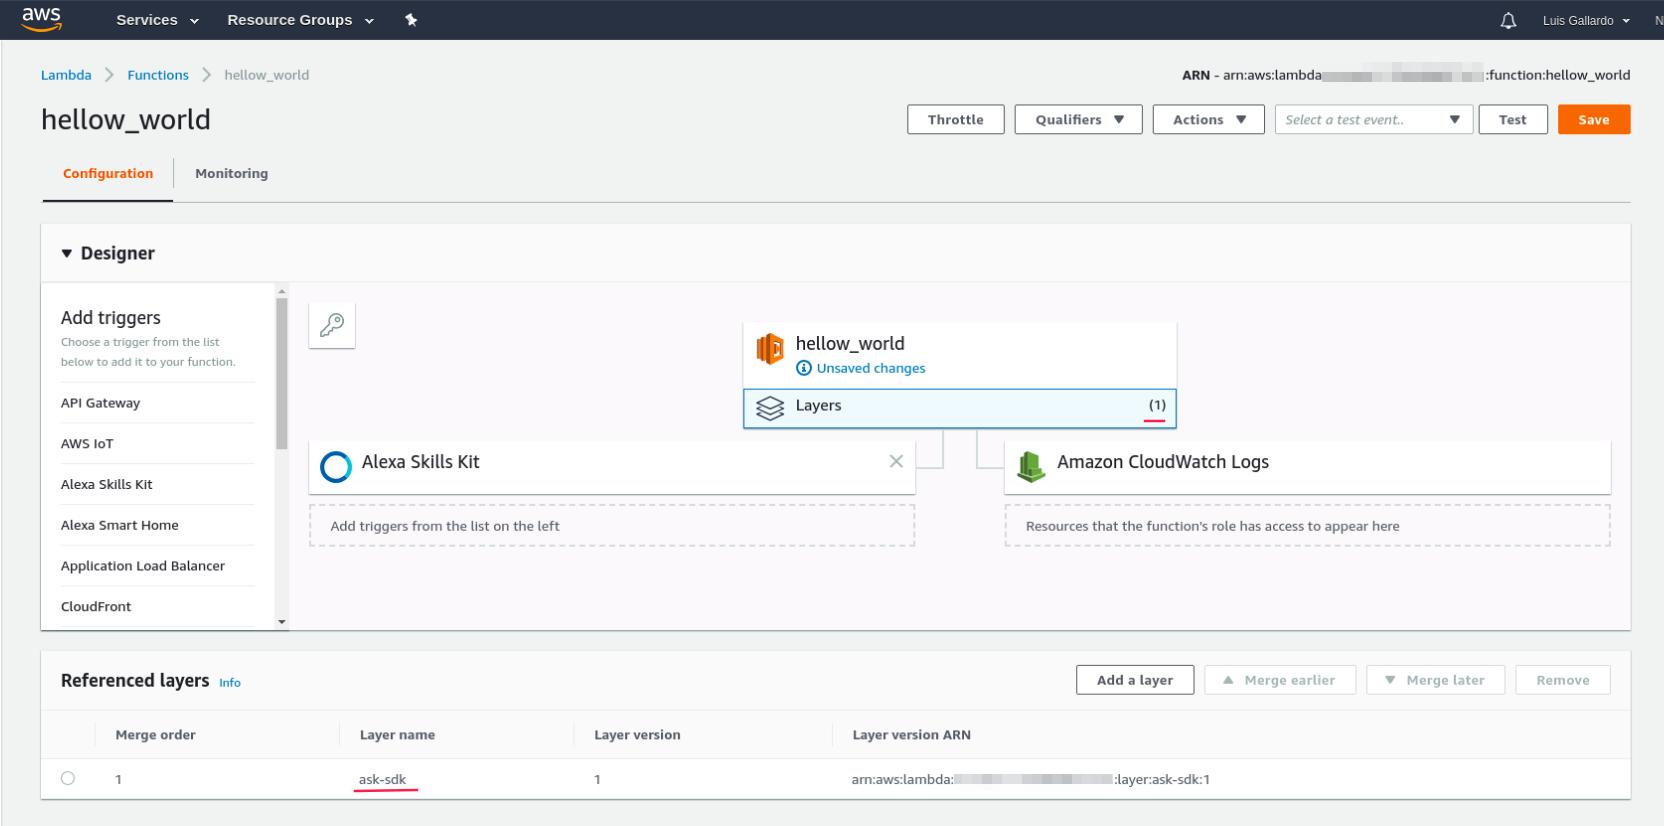 aws Services Resource Groups Luis Gallardo N
Lambda Functions hellow_world ARN - arn:aws:lambda :function:hellow_world
hellow_world Throttle Qualifiers Actions Select a test event.. Test Save
Configuration Monitoring
Designer
Add triggers
Choose a trigger from the list
below to add it to your function.
API Gateway
AWS IoT
Alexa Skills Kit
Alexa Smart Home
Application Load Balancer
CloudFront
hellow_world
Unsaved changes
Layers (1)
Alexa Skills Kit
Add triggers from the list on the left
Amazon CloudWatch Logs
Resources that the function's role has access to appear here
Referenced layers Info Add a layer Merge earlier Merge later Remove
Merge order Layer name Layer version Layer version ARN
1 ask-sdk 1 arn:aws:lambda: :layer:ask-sdk:1